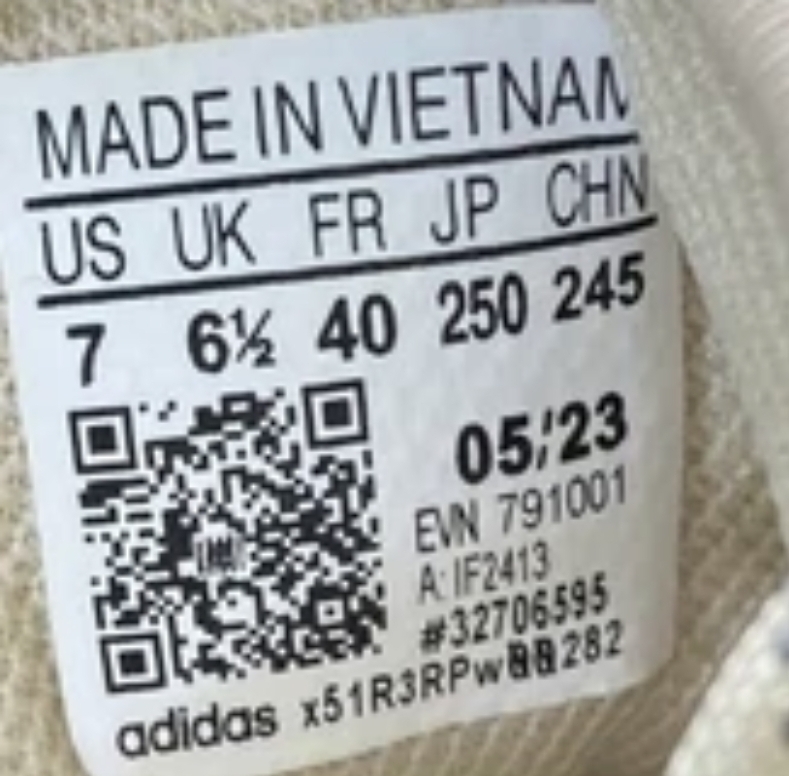 MADE IN VIETNAM
US UK FR JP CHN
7 6½ 40 250 245
05/23
EVN 791001
A: IF2413
#32706595
adidas